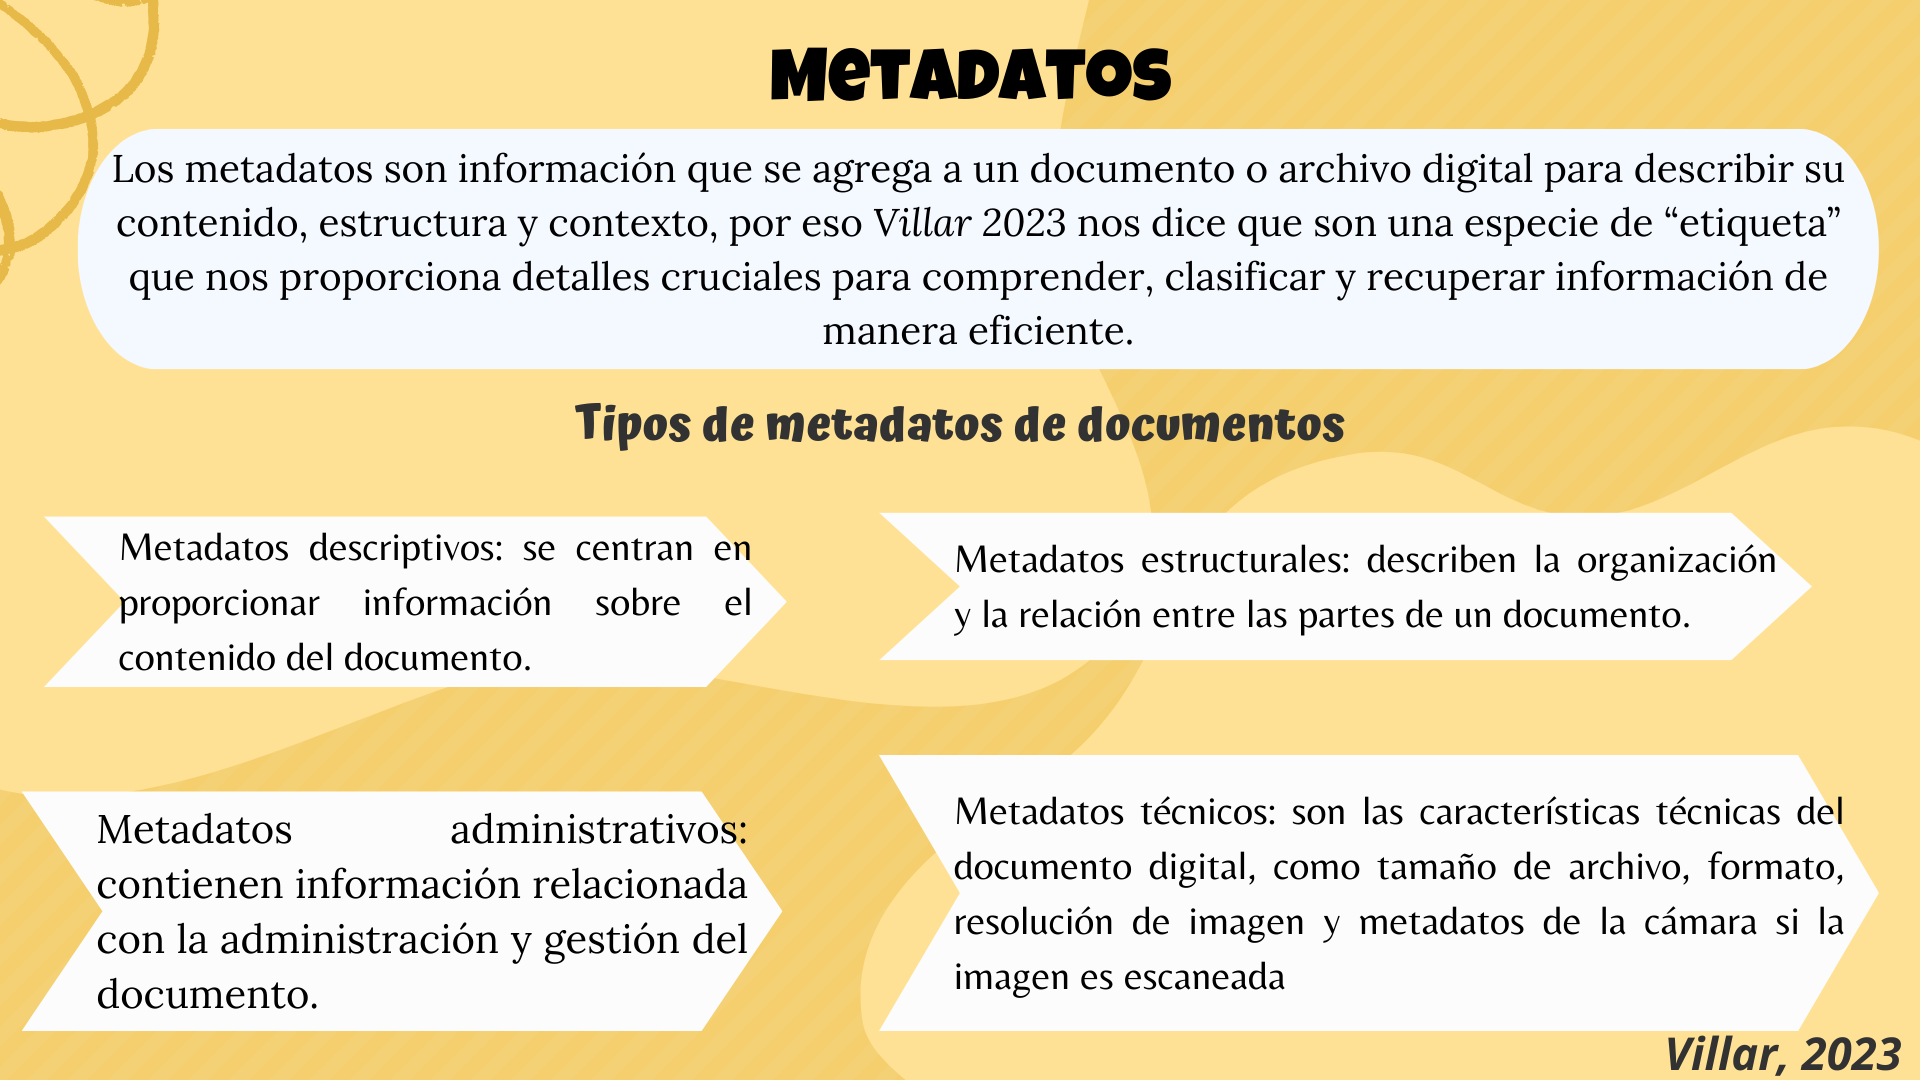 METADATOS
Los metadatos son información que se agrega a un documento o archivo digital para describir su
contenido, estructura y contexto, por eso Villar 2023 nos dice que son una especie de “etiqueta”
que nos proporciona detalles cruciales para comprender, clasificar y recuperar información de
manera eficiente.
Tipos de metadatos de documentos
Metadatos descriptivos: se centran en
proporcionar información sobre el
contenido del documento.
Metadatos estructurales: describen la organización
y la relación entre las partes de un documento.
Metadatos administrativos:
contienen información relacionada
con la administración y gestión del
documento.
Metadatos técnicos: son las características técnicas del
documento digital, como tamaño de archivo, formato,
resolución de imagen y metadatos de la cámara si la
imagen es escaneada
Villar, 2023